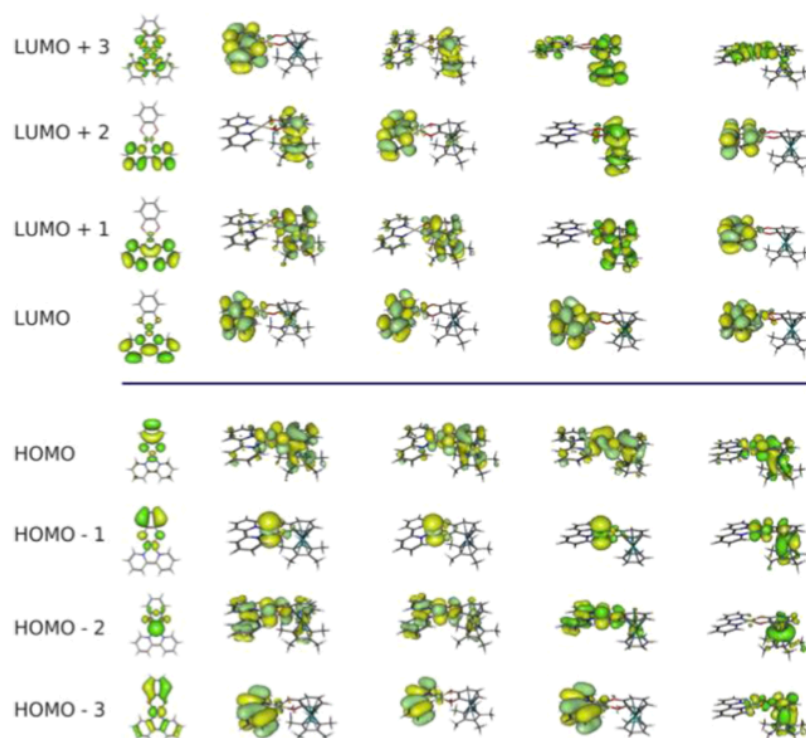 LUMO + 3
LUMO + 2
LUMO + 1
LUMO
HOMO
HOMO - 1
HOMO - 2
HOMO - 3